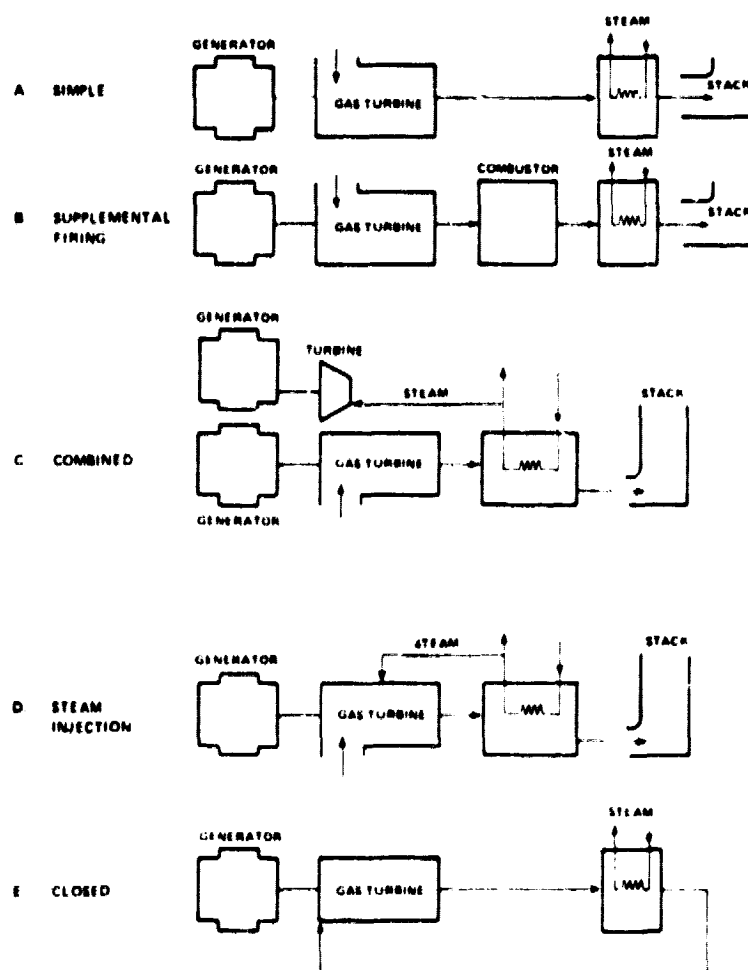 STEAM
GENERATOR
A SIMPLE
GAS TURBINE
STACK
GENERATOR
COMBUSTOR
STEAM
B SUPPLEMENTAL
FIRING
GAS TURBINE
STACK
GENERATOR
TURBINE
STEAM
STACK
C COMBINED
GAS TURBINE
GENERATOR
STEAM
STACK
GENERATOR
D STEAM
INJECTION
GAS TURBINE
STEAM
GENERATOR
E CLOSED
GAS TURBINE